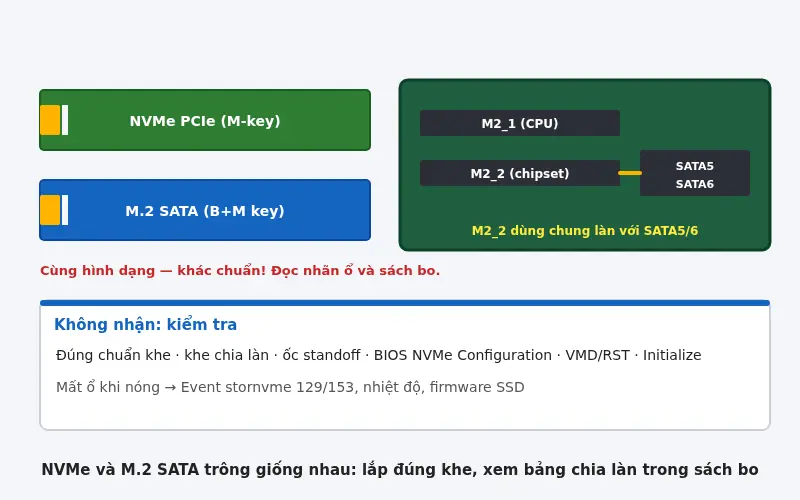 NVMe PCIe (M-key)
M.2 SATA (B+M key)
M2_1 (CPU)
M2_2 (chipset)
SATA5
SATA6
M2_2 dùng chung làn với SATA5/6
Cùng hình dạng — khác chuẩn! Đọc nhãn ổ và sách bo.
Không nhận: kiểm tra
Đúng chuẩn khe · khe chia làn · ốc standoff · BIOS NVMe Configuration · VMD/RST · Initialize
Mất ổ khi nóng → Event stornvme 129/153, nhiệt độ, firmware SSD
NVMe và M.2 SATA trông giống nhau: lắp đúng khe, xem bảng chia làn trong sách bo